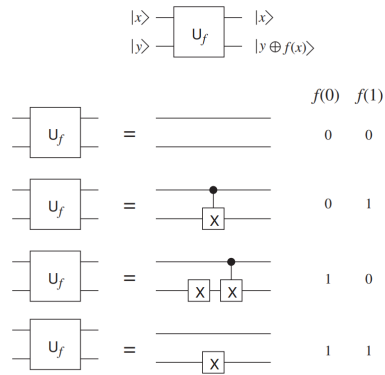 |x⟩ U_f |x⟩
|y⟩ |y ⊕ f(x)⟩
f(0) f(1)
U_f = 0 0
U_f = X 0 1
U_f = X X 1 0
U_f = X 1 1